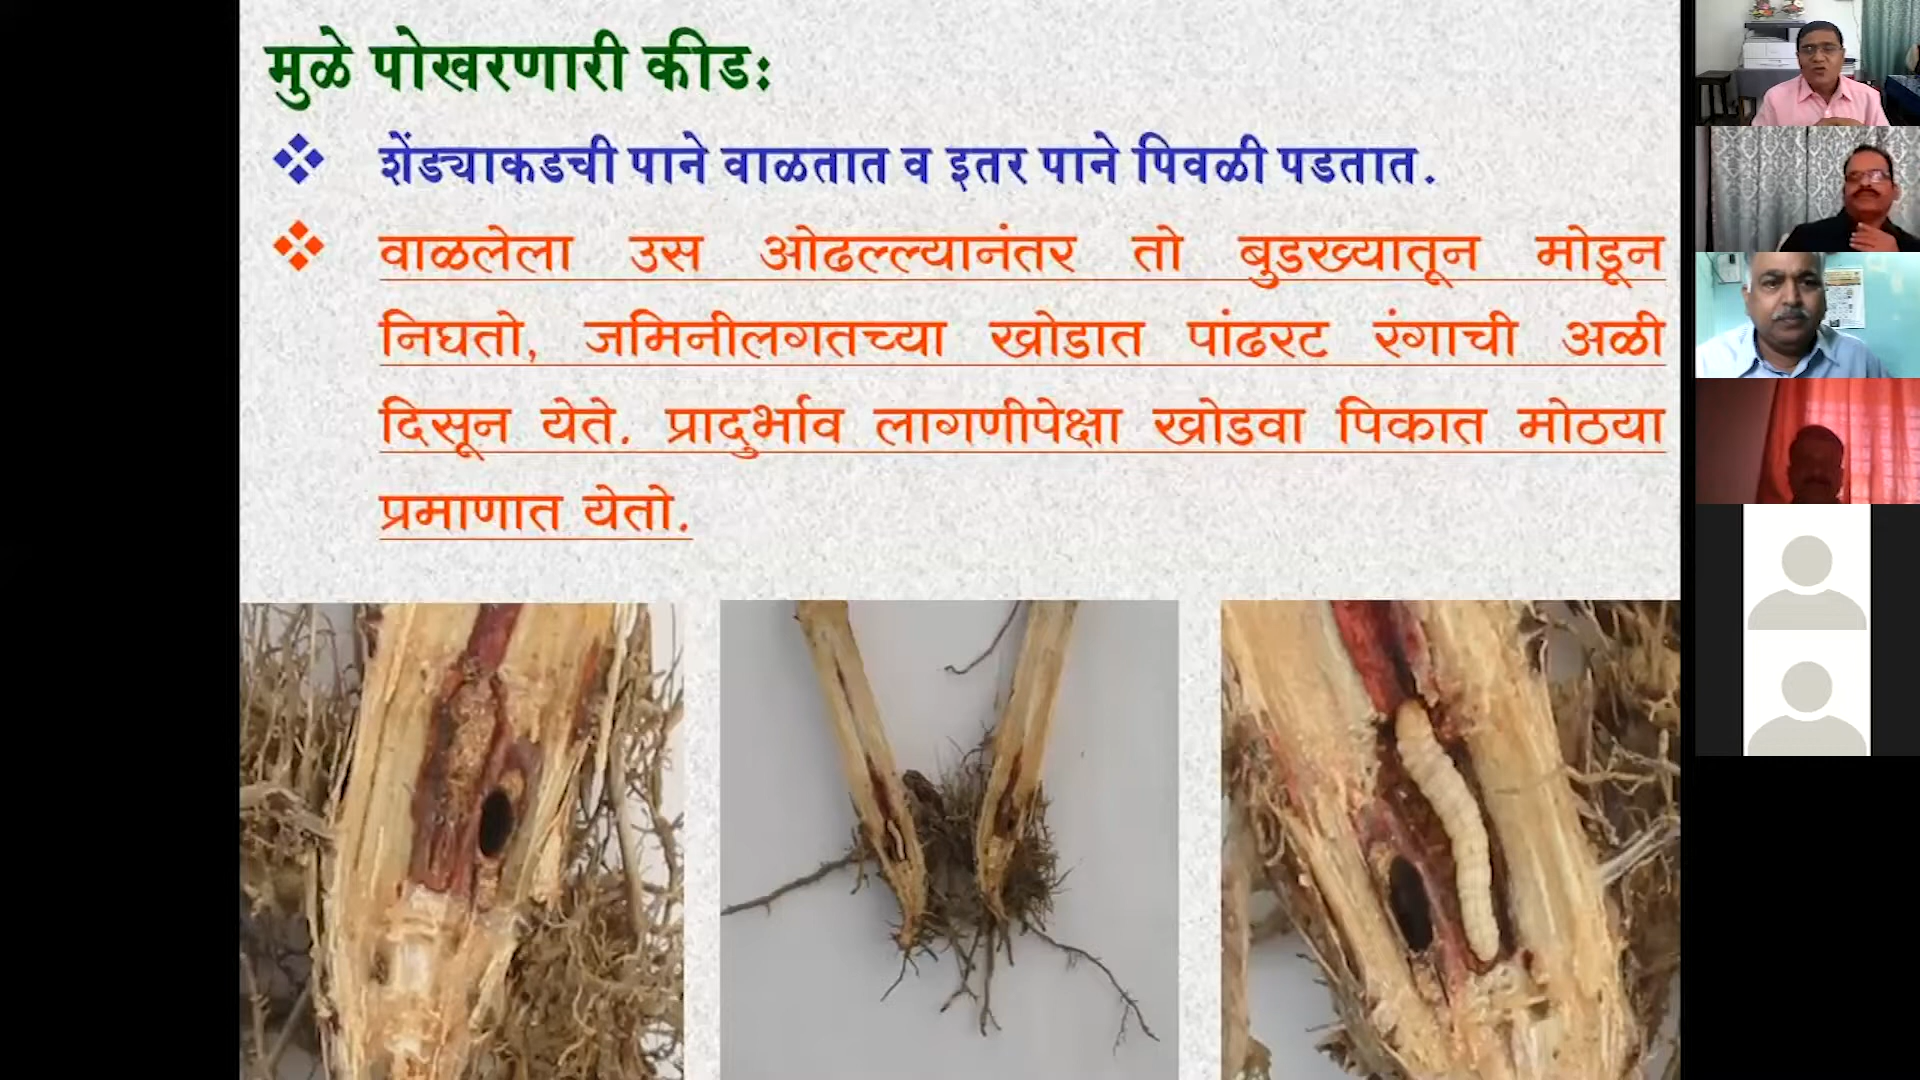 मुळे पोखरणारी कीडः
शेंड्याकडची पाने वाळतात व इतर पाने पिवळी पडतात.
वाळलेला उस ओढल्ल्यानंतर तो बुडख्यातून मोडून
निघतो, जमिनीलगतच्या खोडात पांढरट रंगाची अळी
दिसून येते. प्रादुर्भाव लागणीपेक्षा खोडवा पिकात मोठया
प्रमाणात येतो.